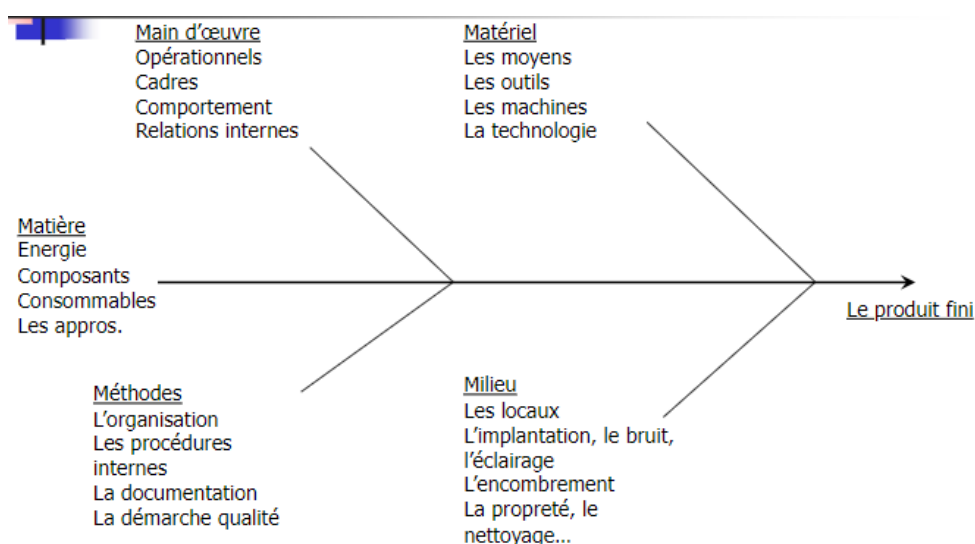 Main d’œuvre
Opérationnels
Cadres
Comportement
Relations internes
Matériel
Les moyens
Les outils
Les machines
La technologie
Matière
Energie
Composants
Consommables
Les appros.
Le produit fini
Méthodes
L’organisation
Les procédures
internes
La documentation
La démarche qualité
Milieu
Les locaux
L’implantation, le bruit,
l’éclairage
L’encombrement
La propreté, le
nettoyage...